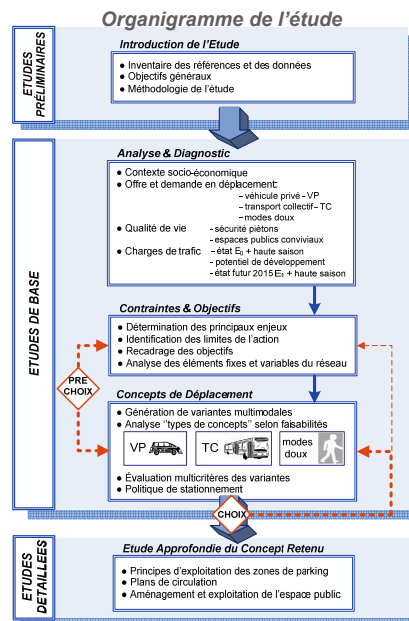 Organigramme de l'étude
ETUDES
PRÉLIMINAIRES
Introduction de l'Etude
• Inventaire des références et des données
• Objectifs généraux
• Méthodologie de l'étude
ETUDES DE BASE
Analyse & Diagnostic
• Contexte socio-économique
• Offre et demande en déplacement:
- véhicule privé - VP
- transport collectif - TC
- modes doux
• Qualité de vie - sécurité piétons
- espaces publics conviviaux
• Charges de trafic - état E0 + haute saison
- potentiel de développement
- état futur 2015 E1 + haute saison
Contraintes & Objectifs
• Détermination des principaux enjeux
• Identification des limites de l'action
• Recadrage des objectifs
• Analyse des éléments fixes et variables du réseau
PRE
CHOIX
Concepts de Déplacement
• Génération de variantes multimodales
• Analyse "types de concepts" selon faisabilités
VP
TC
modes
doux
• Évaluation multicritères des variantes
• Politique de stationnement
CHOIX
ETUDES
DETAILLEES
Etude Approfondie du Concept Retenu
• Principes d'exploitation des zones de parking
• Plans de circulation
• Aménagement et exploitation de l'espace public